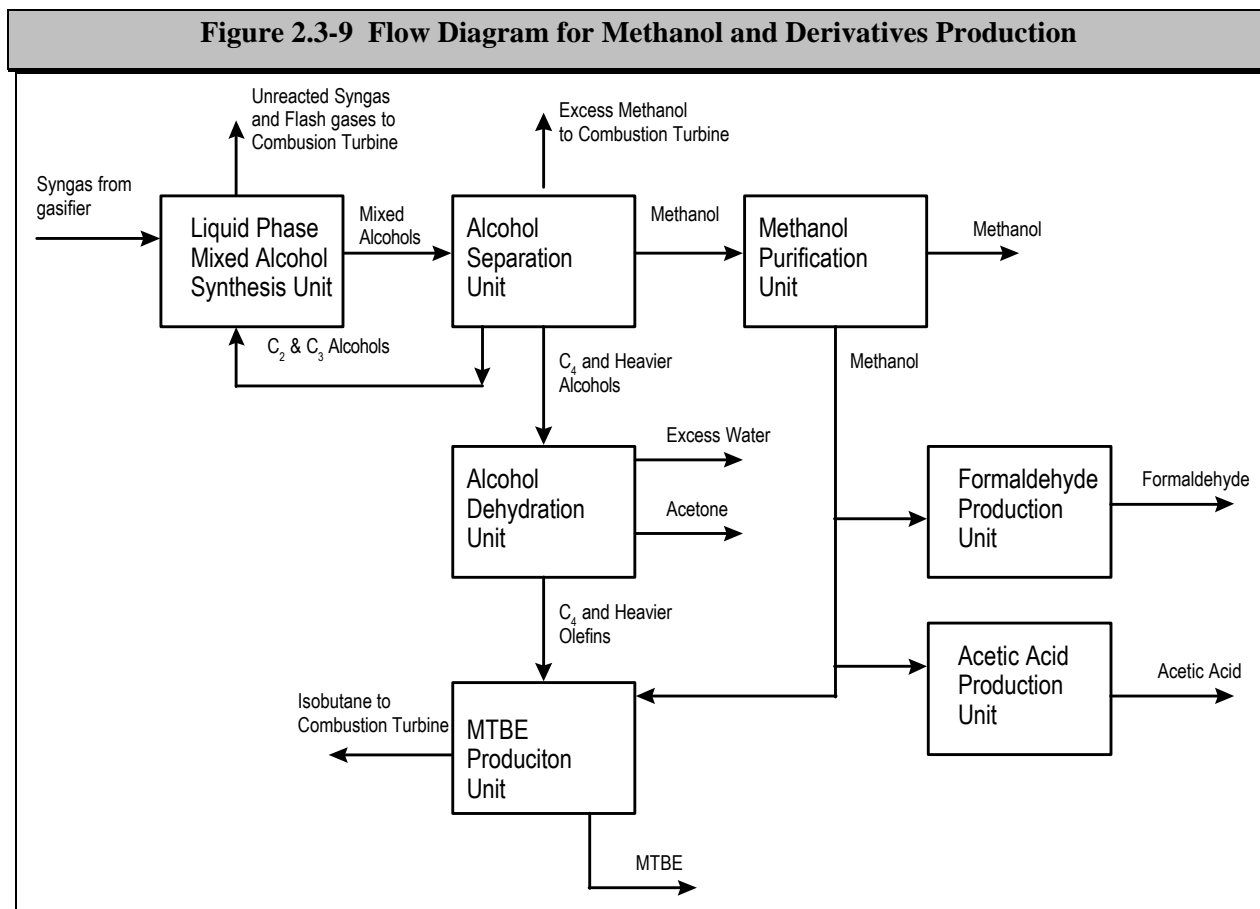 Figure 2.3-9 Flow Diagram for Methanol and Derivatives Production
Unreacted Syngas
and Flash gases to
Combusion Turbine
Excess Methanol
to Combustion Turbine
Syngas from
gasifier
Liquid Phase
Mixed Alcohol
Synthesis Unit
Mixed
Alcohols
Alcohol
Separation
Unit
Methanol
Methanol
Purification
Unit
Methanol
C₂ & C₃ Alcohols
C₄ and Heavier
Alcohols
Methanol
Alcohol
Dehydration
Unit
Excess Water
Acetone
Formaldehyde
Production
Unit
Formaldehyde
C₄ and Heavier
Olefins
Acetic Acid
Production
Unit
Acetic Acid
Isobutane to
Combustion Turbine
MTBE
Produciton
Unit
MTBE